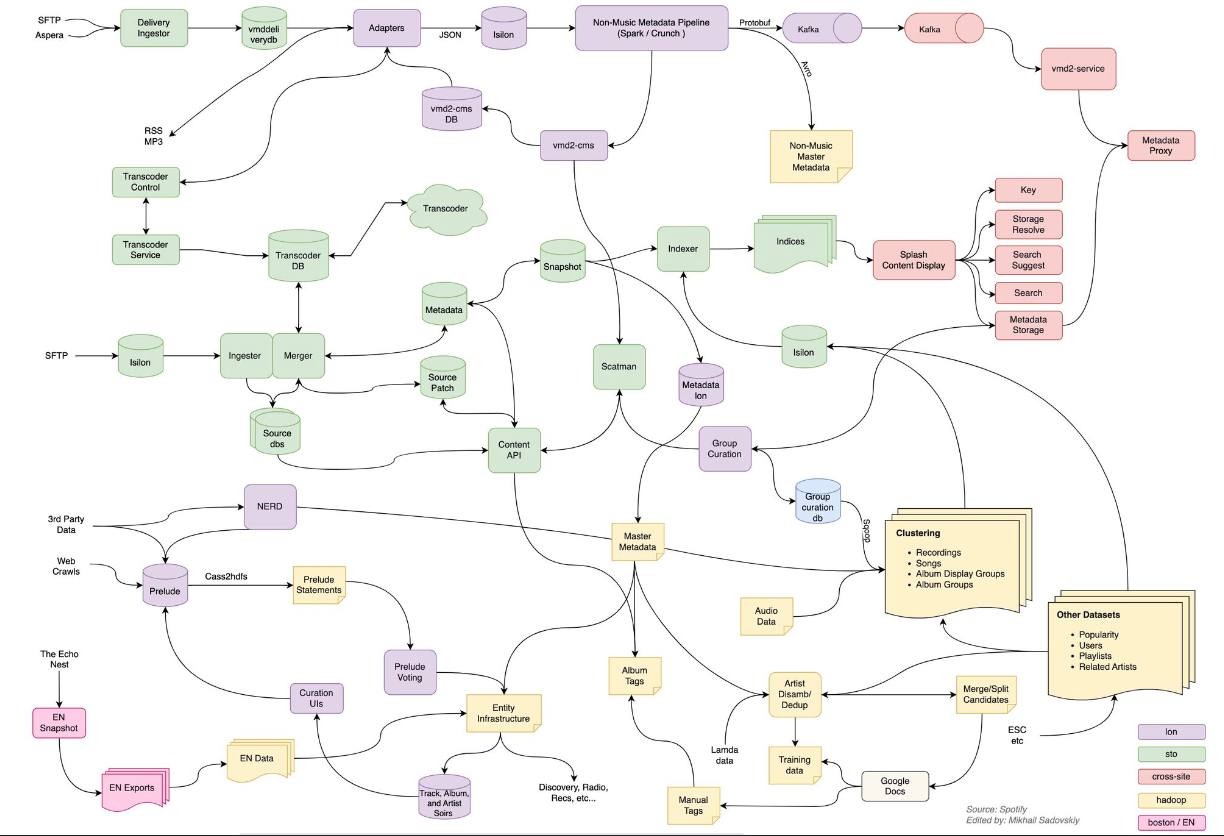 SFTP
Aspera
Delivery
Ingestor
vmddeli
verydb
Adapters
JSON
Isilon
Non-Music Metadata Pipeline
(Spark / Crunch )
Protobuf
Kafka
Kafka
vmd2-service
Avro
RSS
MP3
vmd2-cms
DB
vmd2-cms
Non-Music
Master
Metadata
Metadata
Proxy
Transcoder
Control
Transcoder
Service
Transcoder
DB
Transcoder
Snapshot
Indexer
Indices
Splash
Content Display
Key
Storage
Resolve
Search
Suggest
Search
Metadata
Storage
SFTP
Isilon
Ingester
Merger
Metadata
Source
Patch
Scatman
Metadata
lon
Isilon
Source
dbs
Content
API
Group
Curation
Group
curation
db
Sqoop
3rd Party
Data
NERD
Master
Metadata
Clustering
• Recordings
• Songs
• Album Display Groups
• Album Groups
Web
Crawls
Prelude
Cass2hdfs
Prelude
Statements
Audio
Data
Other Datasets
• Popularity
• Users
• Playlists
• Related Artists
The Echo
Nest
Prelude
Voting
Album
Tags
Artist
Disamb/
Dedup
Merge/Split
Candidates
Curation
UIs
EN
Snapshot
Entity
Infrastructure
ESC
etc
lon
EN Data
Lamda
data
Training
data
sto
EN Exports
Track, Album,
and Artist
Soirs
Discovery, Radio,
Recs, etc...
Manual
Tags
Google
Docs
cross-site
hadoop
Source: Spotify
Edited by: Mikhail Sadovskiy
boston / EN